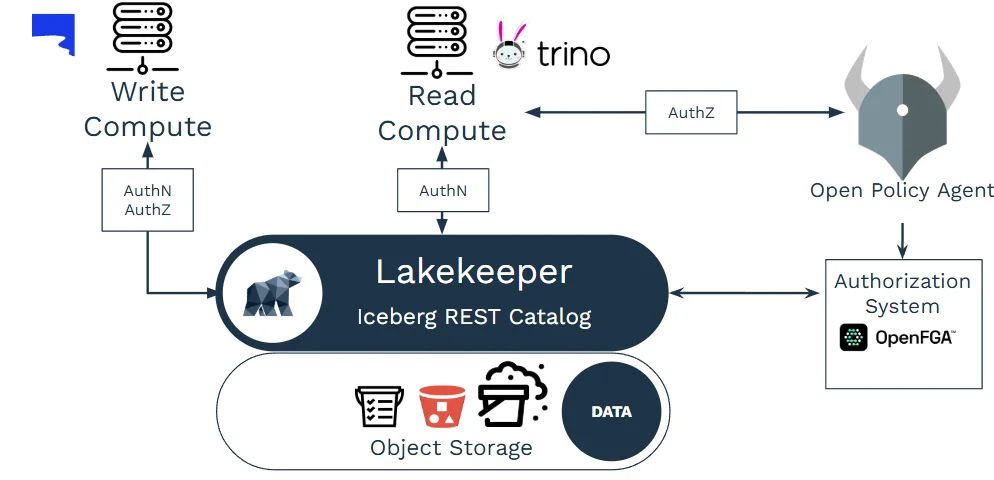 Write
Compute
Read
Compute
trino
AuthZ
Open Policy Agent
AuthN
AuthZ
AuthN
Lakekeeper
Iceberg REST Catalog
Authorization
System
OpenFGA™
DATA
Object Storage